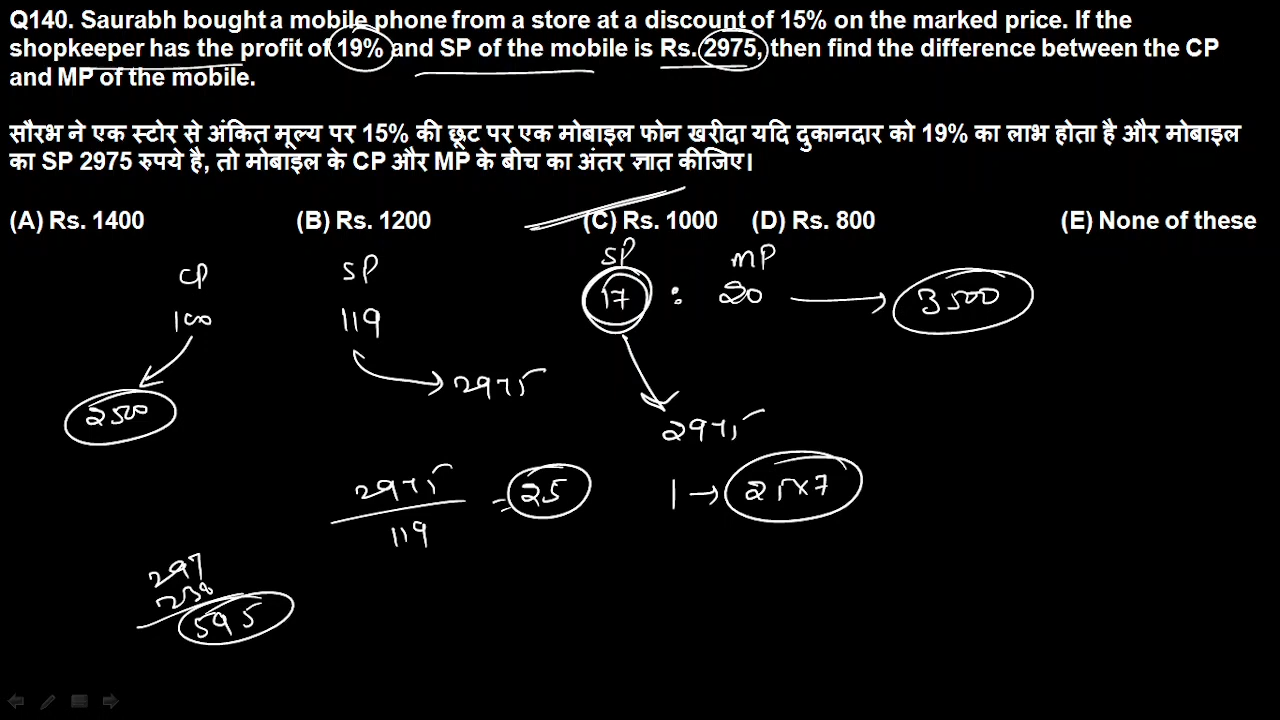 Q140. Saurabh bought a mobile phone from a store at a discount of 15% on the marked price. If the
shopkeeper has the profit of 19% and SP of the mobile is Rs. 2975, then find the difference between the CP
and MP of the mobile.
सौरभ ने एक स्टोर से अंकित मूल्य पर 15% की छूट पर एक मोबाइल फोन खरीदा यदि दुकानदार को 19% का लाभ होता है और मोबाइल
का SP 2975 रुपये है, तो मोबाइल के CP और MP के बीच का अंतर ज्ञात कीजिए।
(A) Rs. 1400 (B) Rs. 1200 (C) Rs. 1000 (D) Rs. 800 (E) None of these
CP SP SP MP
100 119 17 : 20 → 3500
2500 2975 2975
2975
119
= 25 1 → 25x7
297
238
595